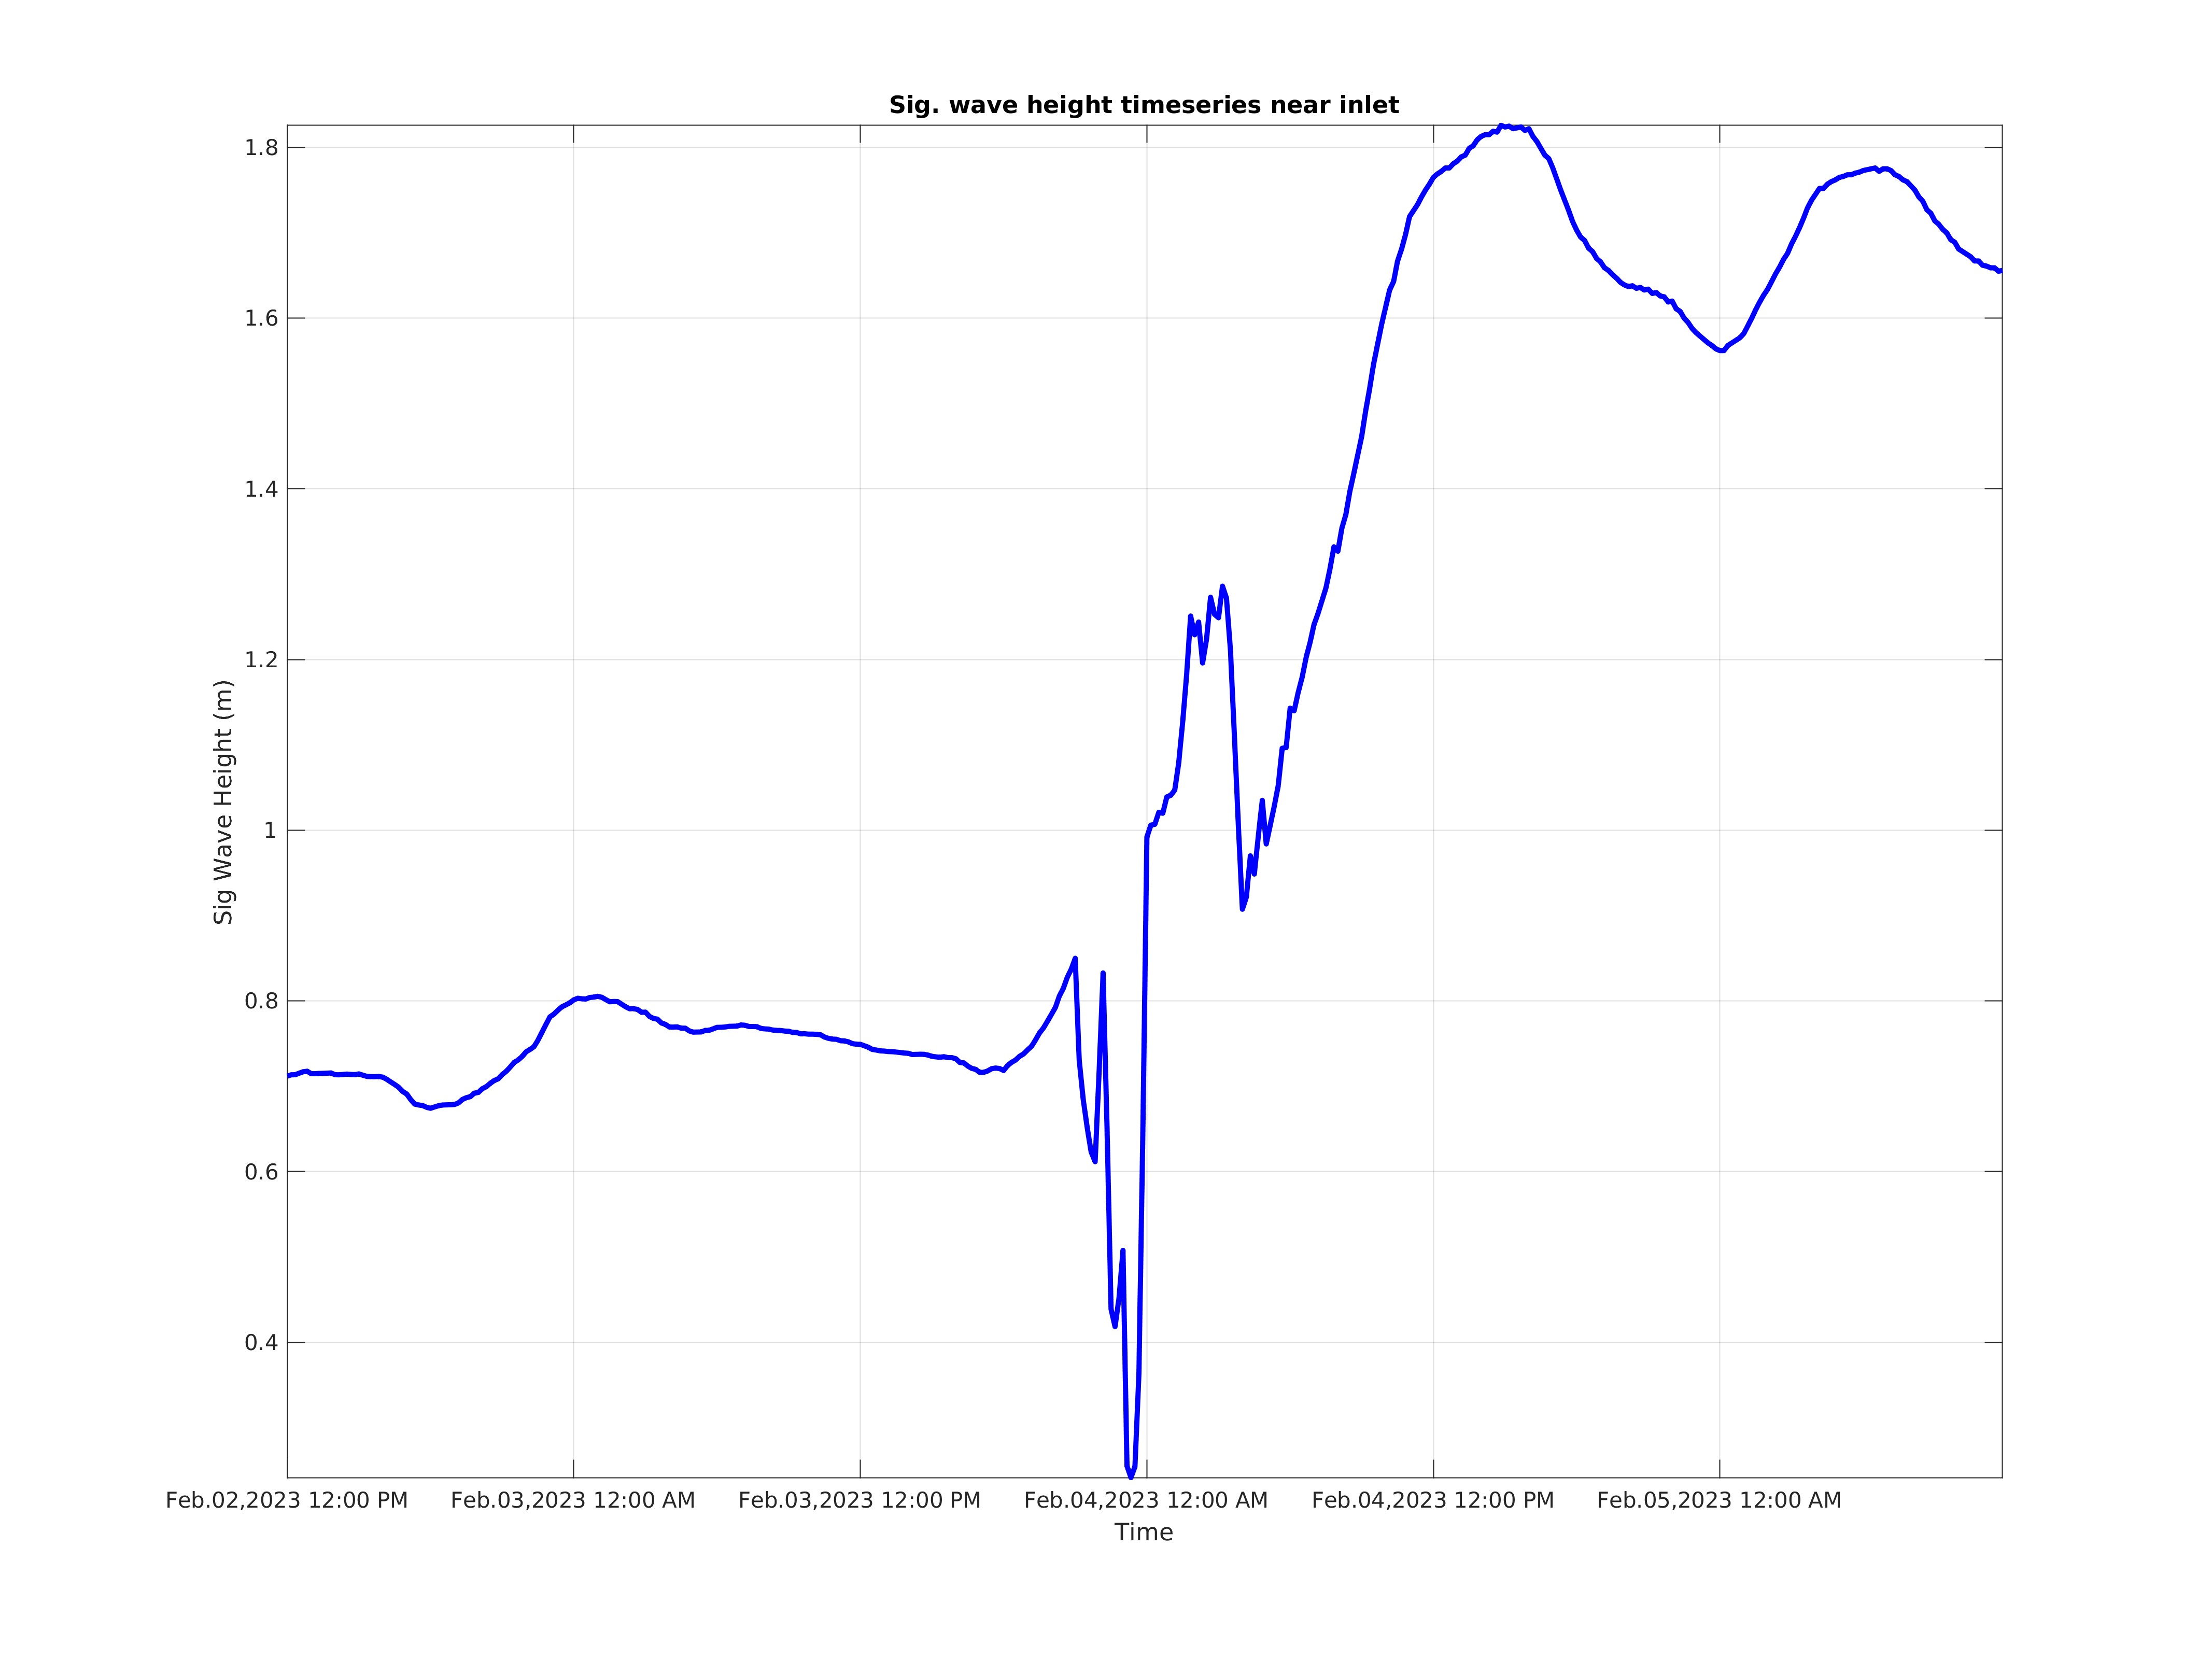 Sig. wave height timeseries near inlet
1.8
1.6
1.4
1.2
1
0.8
0.6
0.4
Sig Wave Height (m)
Feb.02,2023 12:00 PM Feb.03,2023 12:00 AM Feb.03,2023 12:00 PM Feb.04,2023 12:00 AM Feb.04,2023 12:00 PM Feb.05,2023 12:00 AM
Time